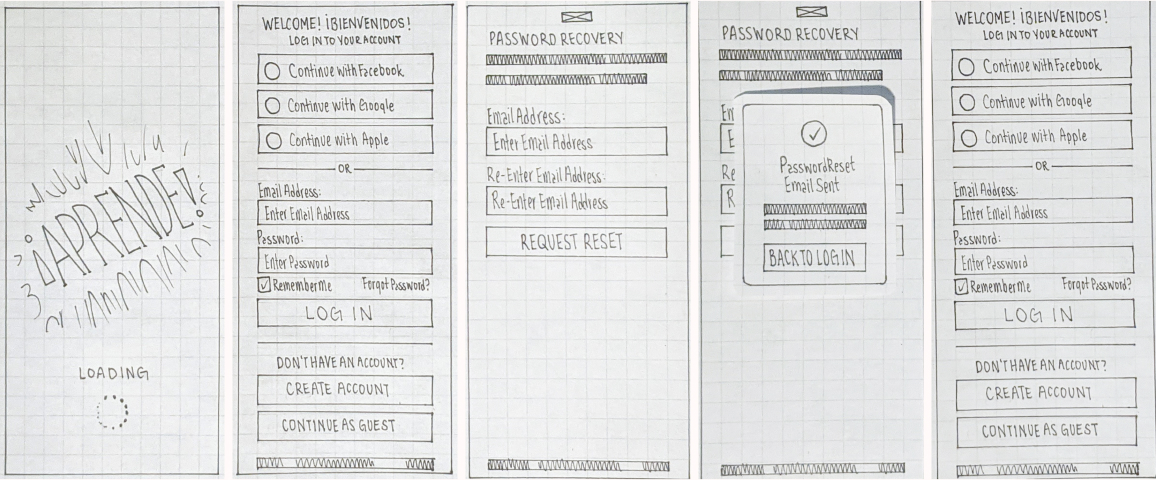 ¡APRENDE!
LOADING
WELCOME! ¡BIENVENIDOS!
LOG IN TO YOUR ACCOUNT
Continue with Facebook
Continue with Google
Continue with Apple
OR
Email Address:
Enter Email Address
Password:
Enter Password
Remember Me Forgot Password?
LOG IN
DON'T HAVE AN ACCOUNT?
CREATE ACCOUNT
CONTINUE AS GUEST
PASSWORD RECOVERY
Email Address:
Enter Email Address
Re-Enter Email Address:
Re-Enter Email Address
REQUEST RESET
PASSWORD RECOVERY
Em
E
Re
R
Password Reset
Email Sent
BACK TO LOG IN
WELCOME! ¡BIENVENIDOS!
LOG IN TO YOUR ACCOUNT
Continue with Facebook
Continue with Google
Continue with Apple
OR
Email Address:
Enter Email Address
Password:
Enter Password
Remember Me Forgot Password?
LOG IN
DON'T HAVE AN ACCOUNT?
CREATE ACCOUNT
CONTINUE AS GUEST